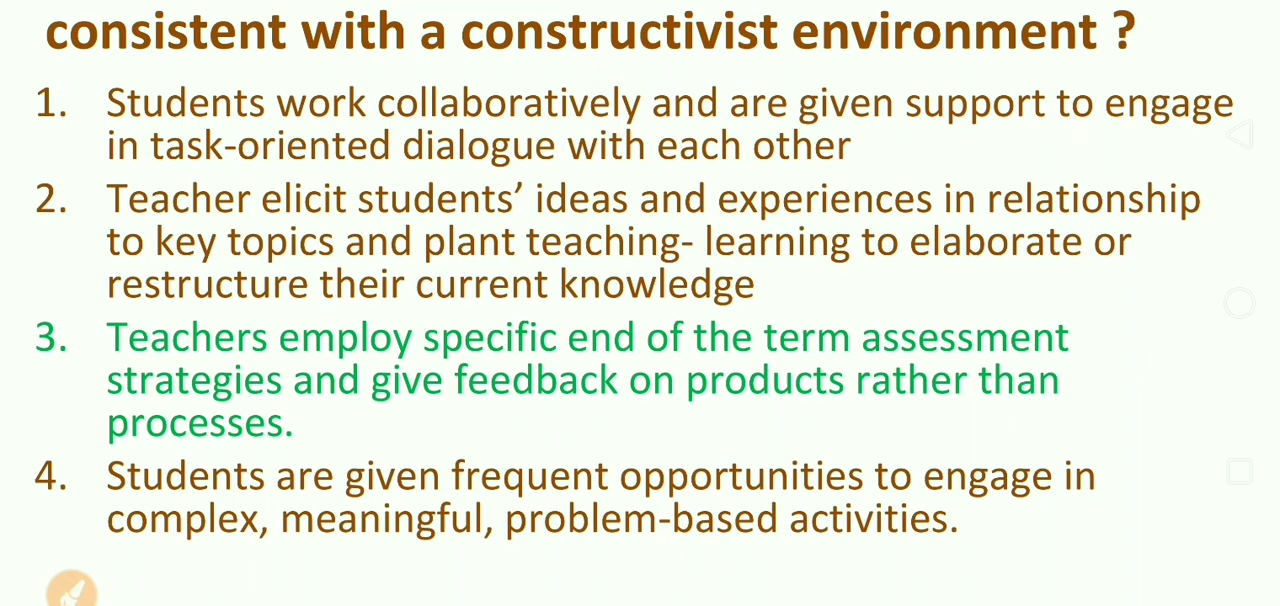 consistent with a constructivist environment ?
1. Students work collaboratively and are given support to engage
in task-oriented dialogue with each other
2. Teacher elicit students’ ideas and experiences in relationship
to key topics and plant teaching- learning to elaborate or
restructure their current knowledge
3. Teachers employ specific end of the term assessment
strategies and give feedback on products rather than
processes.
4. Students are given frequent opportunities to engage in
complex, meaningful, problem-based activities.